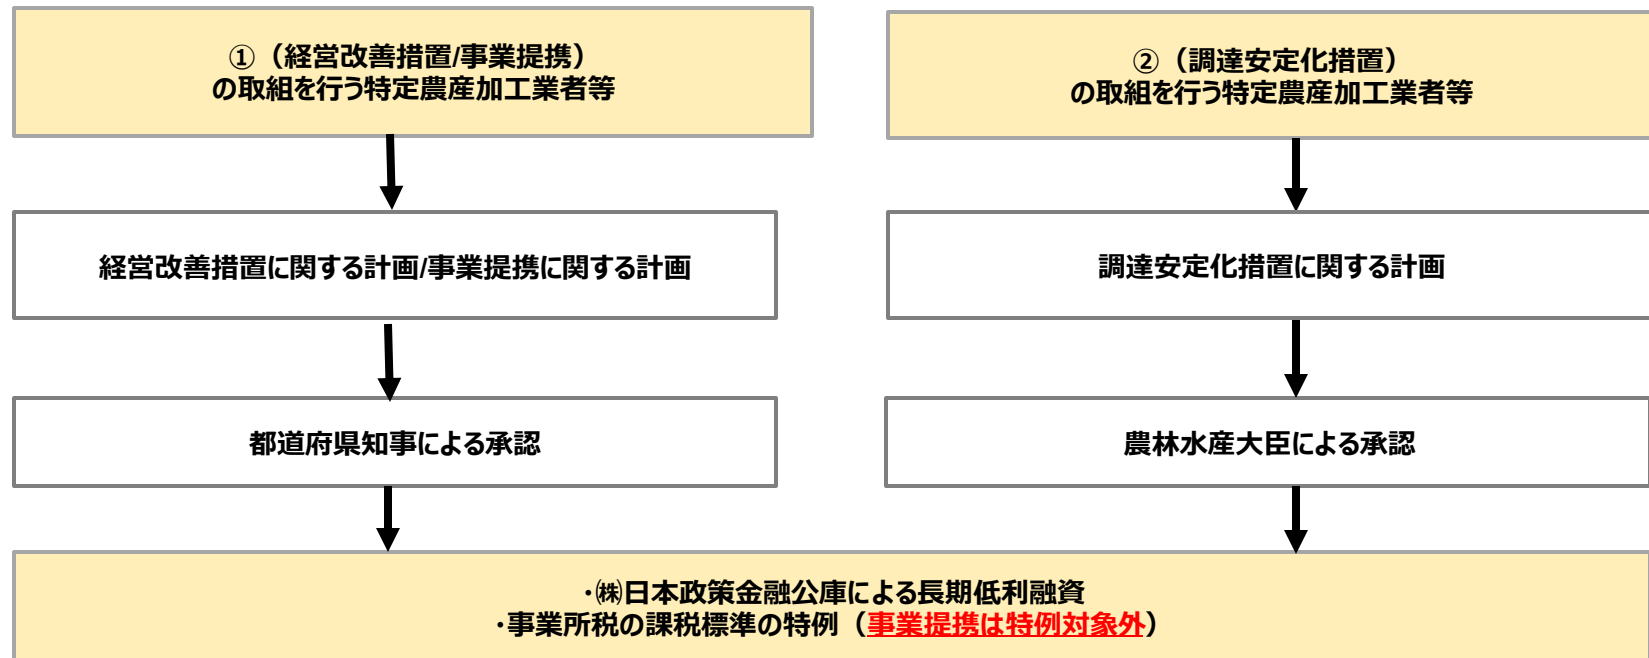 ①（経営改善措置/事業提携）
の取組を行う特定農産加工業者等
②（調達安定化措置）
の取組を行う特定農産加工業者等
経営改善措置に関する計画/事業提携に関する計画
調達安定化措置に関する計画
都道府県知事による承認
農林水産大臣による承認
・㈱日本政策金融公庫による長期低利融資
・事業所税の課税標準の特例（事業提携は特例対象外）